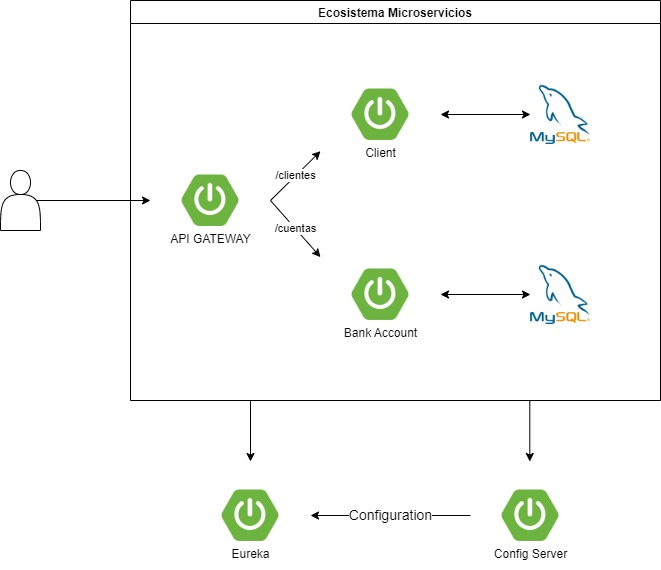 Ecosistema Microservicios
Client
MySQL
/clientes
API GATEWAY
/cuentas
Bank Account
MySQL
Configuration
Eureka
Config Server